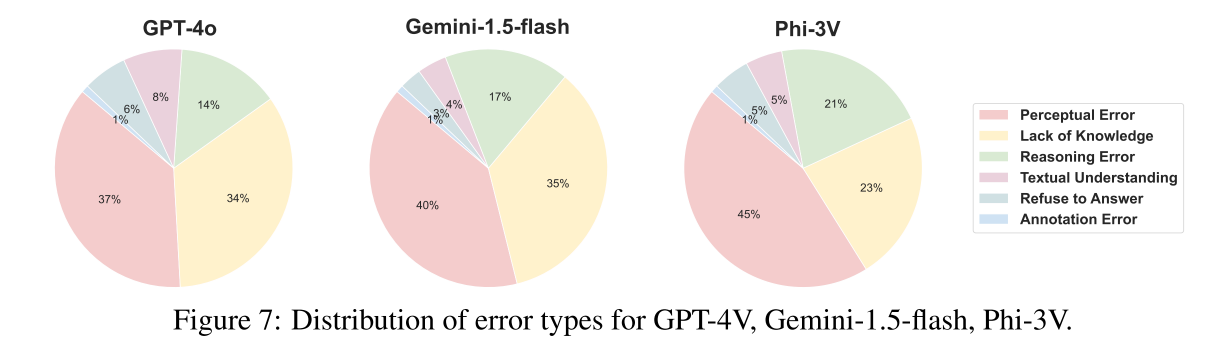 GPT-4o
8%
14%
6%
1%
37%
34%
Gemini-1.5-flash
4%
17%
3%
1%
35%
40%
Phi-3V
5%
5%
21%
1%
23%
45%
Perceptual Error
Lack of Knowledge
Reasoning Error
Textual Understanding
Refuse to Answer
Annotation Error
Figure 7: Distribution of error types for GPT-4V, Gemini-1.5-flash, Phi-3V.